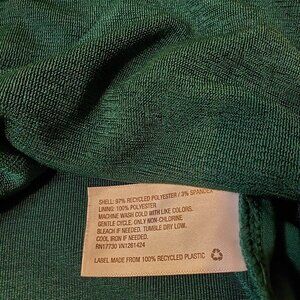 SHELL: 97% RECYCLED POLYESTER / 3% SPANDEX
LINING: 100% POLYESTER
MACHINE WASH COLD WITH LIKE COLORS.
GENTLE CYCLE. ONLY NON-CHLORINE
BLEACH IF NEEDED. TUMBLE DRY LOW.
COOL IRON IF NEEDED.
RN17730 VN1261424
LABEL MADE FROM 100% RECYCLED PLASTIC